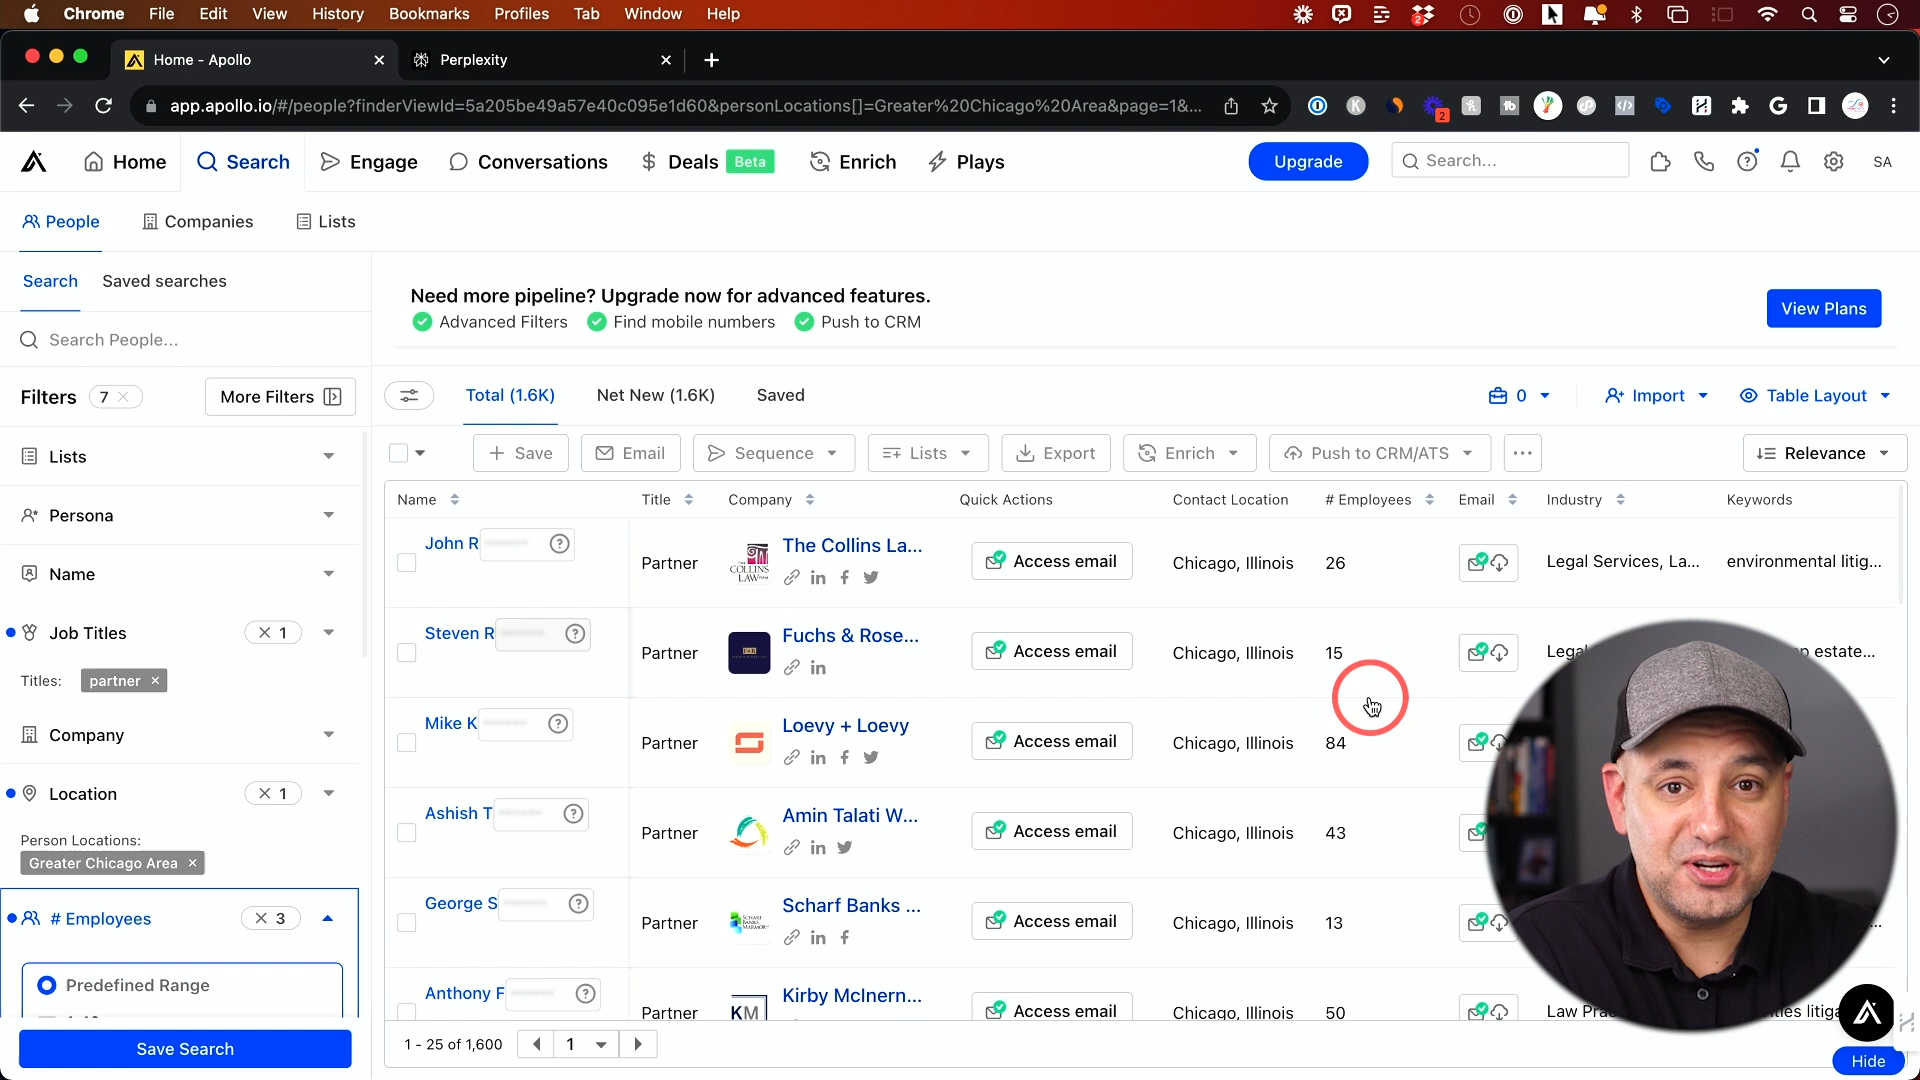 Chrome File Edit View History Bookmarks Profiles Tab Window Help
Home - Apollo
Perplexity
app.apollo.io/#/people?finderViewId=5a205be49a57e40c095e1d60&personLocations[]=Greater%20Chicago%20Area&page=1&...
Home Search Engage Conversations Deals Beta Enrich Plays Upgrade Search... SA
People Companies Lists
Search Saved searches
Need more pipeline? Upgrade now for advanced features.
Advanced Filters Find mobile numbers Push to CRM
View Plans
Search People...
Filters 7 More Filters
Total (1.6K) Net New (1.6K) Saved 0 Import Table Layout
Lists
Save Email Sequence Lists Export Enrich Push to CRM/ATS ... Relevance
Persona
Name
Job Titles 1
Titles: partner
Company
Location 1
Person Locations:
Greater Chicago Area
# Employees 3
Predefined Range
Save Search
Name Title Company Quick Actions Contact Location # Employees Email Industry Keywords
John R Partner The Collins La... Access email Chicago, Illinois 26 Legal Services, La... environmental litig...
Steven R Partner Fuchs & Rose... Access email Chicago, Illinois 15 Legal estate...
Mike K Partner Loevy + Loevy Access email Chicago, Illinois 84
Ashish T Partner Amin Talati W... Access email Chicago, Illinois 43
George S Partner Scharf Banks ... Access email Chicago, Illinois 13
Anthony F Partner KM Kirby McInern... Access email Chicago, Illinois 50 Law
1 - 25 of 1,600 1
Hide